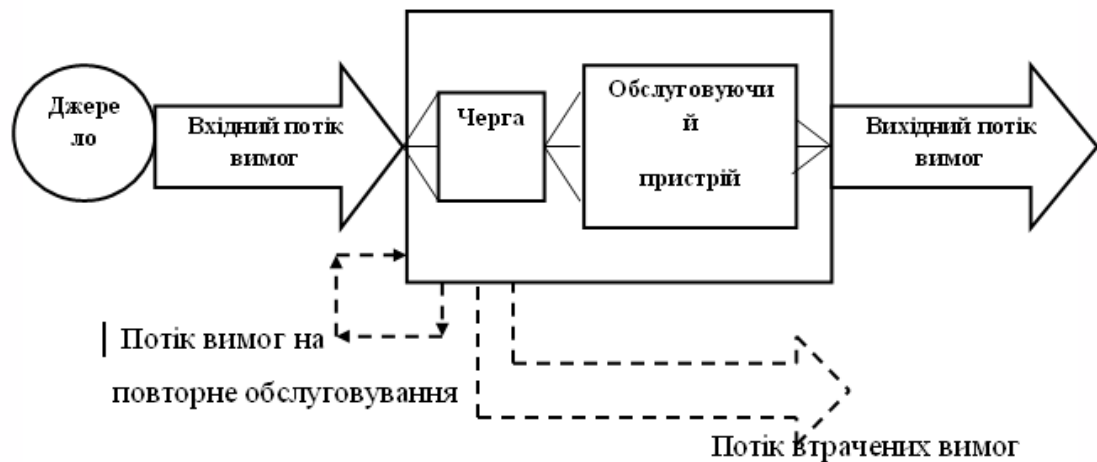 Джере
ло
Вхідний потік
вимог
Черга
Обслуговуючи
й
пристрій
Вихідний потік
вимог
Потік вимог на
повторне обслуговування
Потік втрачених вимог